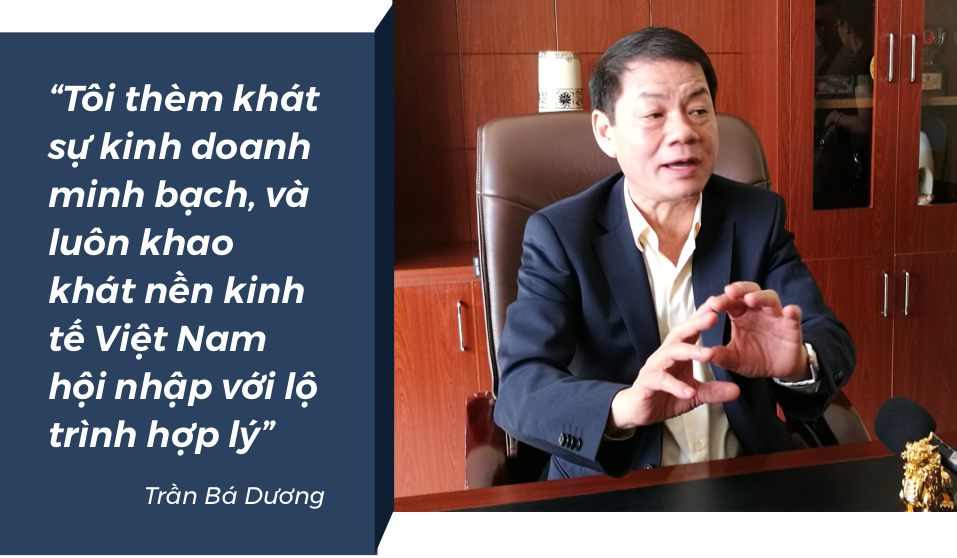 “Tôi thèm khát
sự kinh doanh
minh bạch, và
luôn khao
khát nền kinh
tế Việt Nam
hội nhập với lộ
trình hợp lý”
Trần Bá Dương